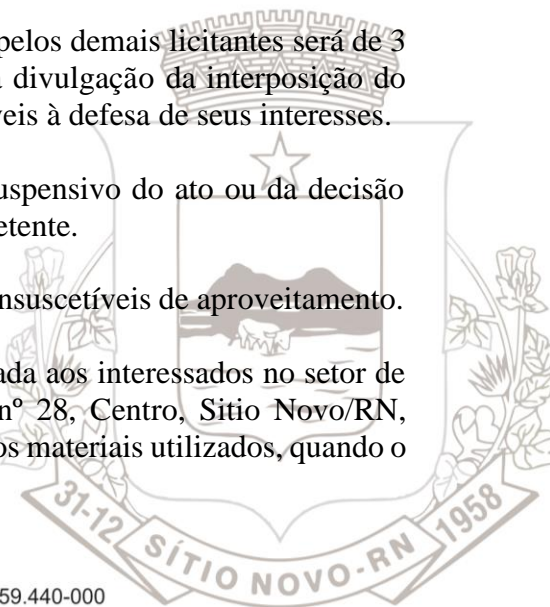 pelos demais licitantes será de 3
divulgação da interposição do
veis à defesa de seus interesses.
uspensivo do ato ou da decisão
etente.
nsuscetíveis de aproveitamento.
ada aos interessados no setor de
nº 28, Centro, Sitio Novo/RN,
os materiais utilizados, quando o
31-12 SÍTIO NOVO-RN 1958
59.440-000